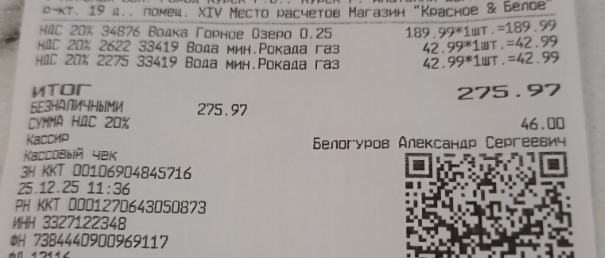 р-кт. 19 д.. помещ. XIV Место расчетов Магазин "Красное & Белое"
НДС 20% 34876 Водка Горное Озеро 0.25 189.99*1шт.=189.99
НДС 20% 2622 33419 Вода мин.Рокада газ 42.99*1шт.=42.99
НДС 20% 2275 33419 Вода мин.Рокада газ 42.99*1шт.=42.99
ИТОГ 275.97
БЕЗНАЛИЧНЫМИ 275.97
СУММА НДС 20% 46.00
Кассир Белогуров Александр Сергеевич
Кассовый чек
ЗН ККТ 00106904845716
25.12.25 11:36
РН ККТ 0001270643050873
ИНН 3327122348
ФН 7384440900969117